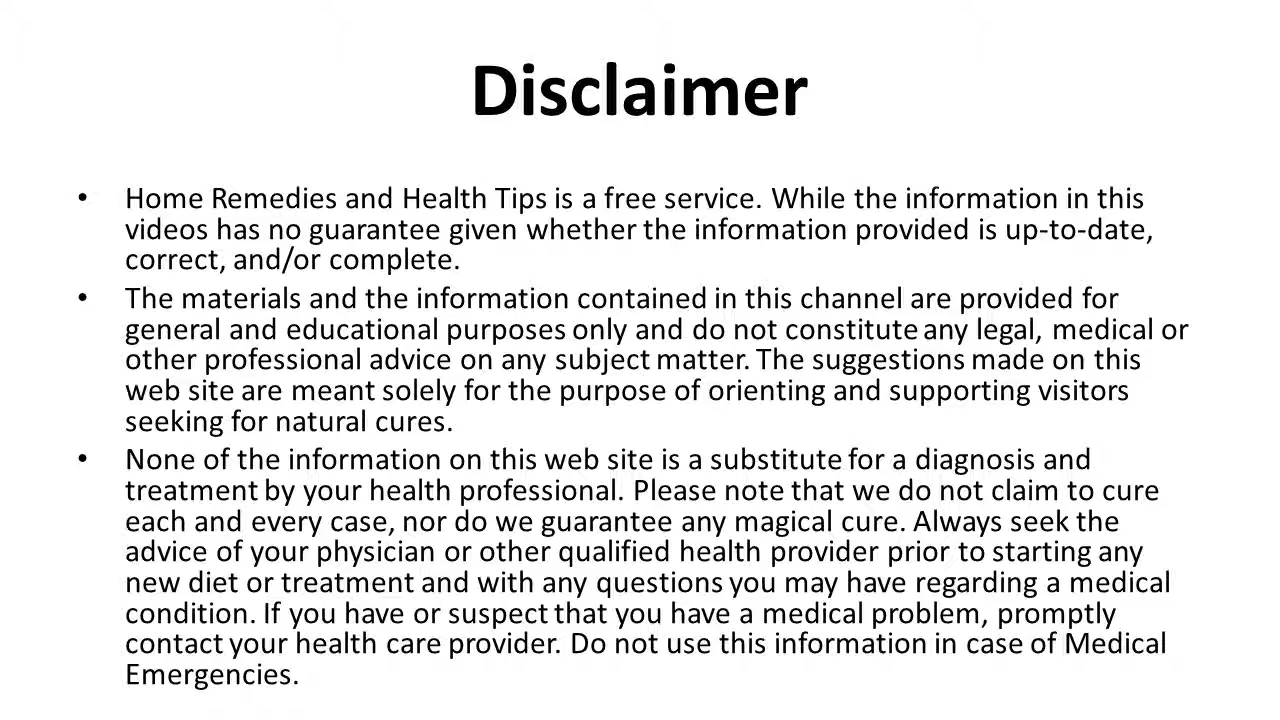 Disclaimer
• Home Remedies and Health Tips is a free service. While the information in this
videos has no guarantee given whether the information provided is up-to-date,
correct, and/or complete.
• The materials and the information contained in this channel are provided for
general and educational purposes only and do not constitute any legal, medical or
other professional advice on any subject matter. The suggestions made on this
web site are meant solely for the purpose of orienting and supporting visitors
seeking for natural cures.
• None of the information on this web site is a substitute for a diagnosis and
treatment by your health professional. Please note that we do not claim to cure
each and every case, nor do we guarantee any magical cure. Always seek the
advice of your physician or other qualified health provider prior to starting any
new diet or treatment and with any questions you may have regarding a medical
condition. If you have or suspect that you have a medical problem, promptly
contact your health care provider. Do not use this information in case of Medical
Emergencies.